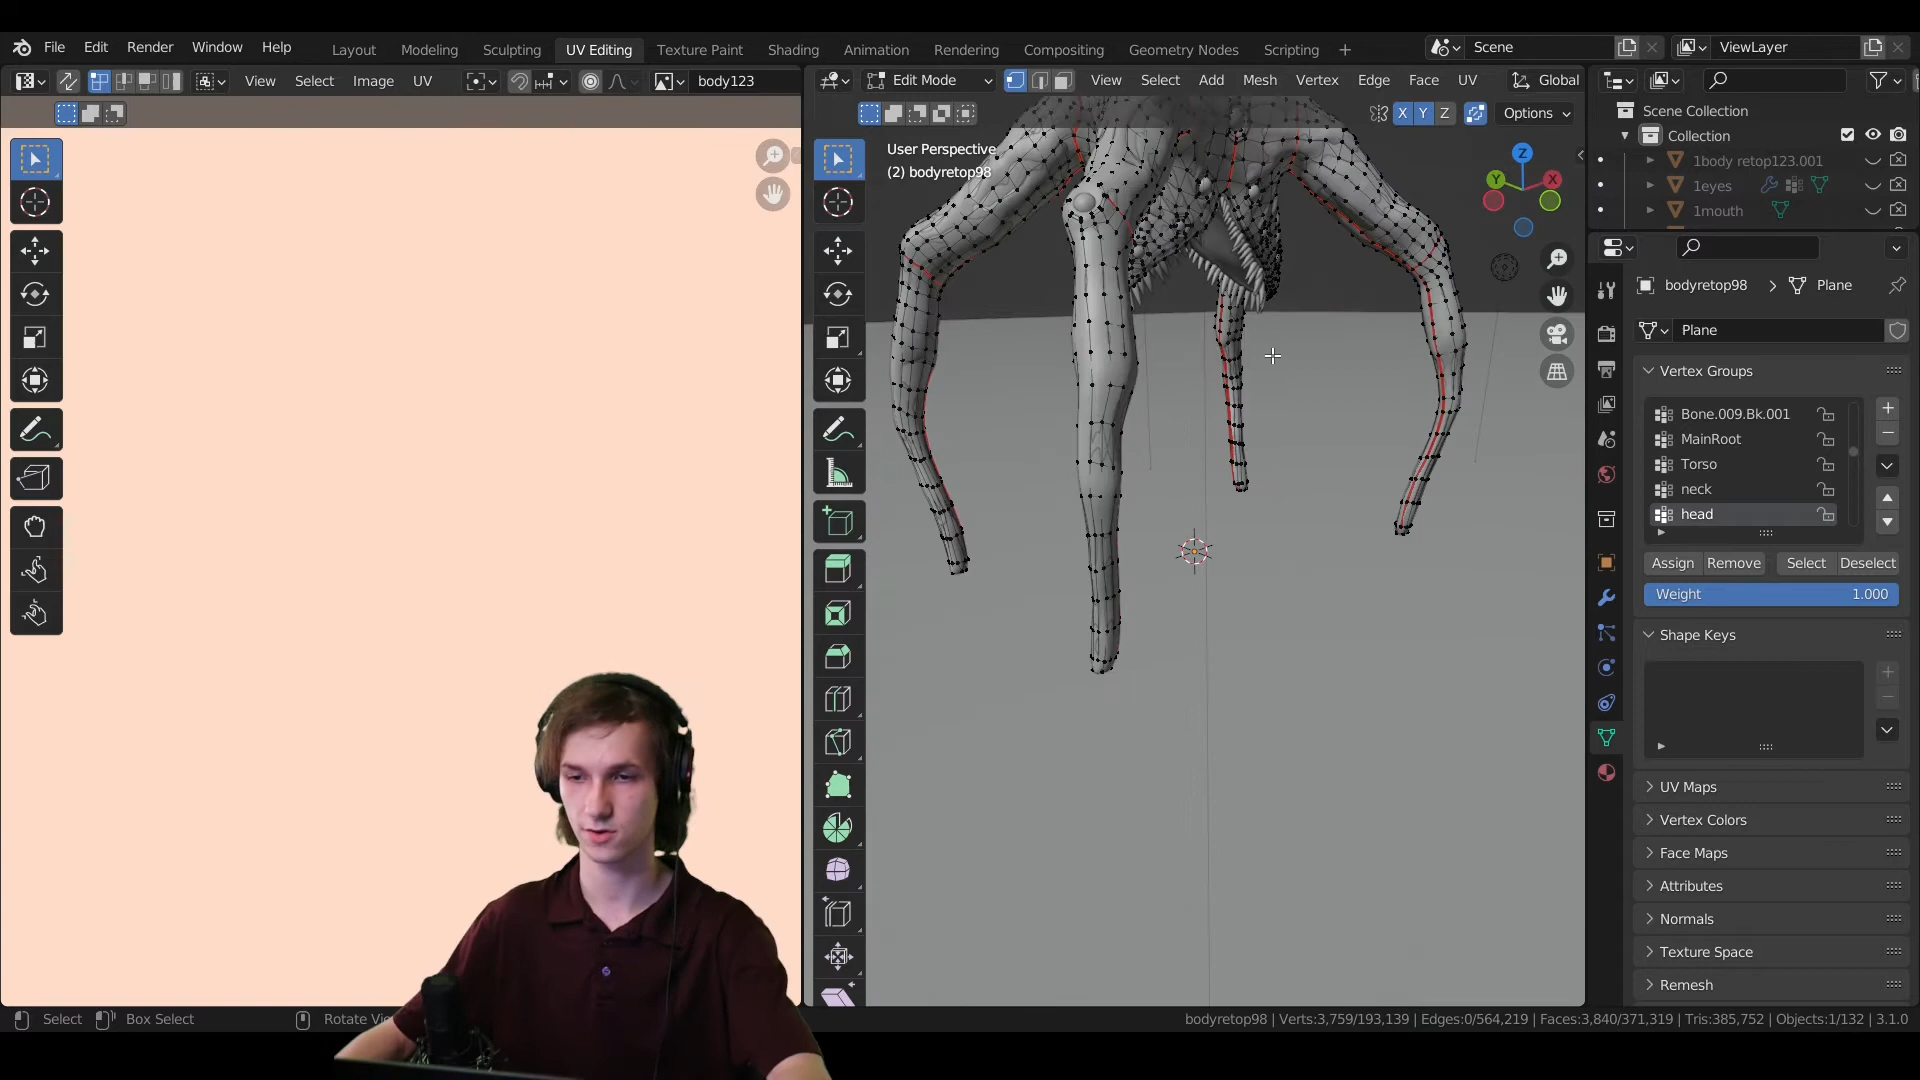 File Edit Render Window Help Layout Modeling Sculpting UV Editing Texture Paint Shading Animation Rendering Compositing Geometry Nodes Scripting + Scene ViewLayer
View Select Image UV body123 Edit Mode View Select Add Mesh Vertex Edge Face UV Global
X Y Z Options
User Perspective
(2) bodyretop98
Z
Y
X
Scene Collection
Collection
1body retop123.001
1eyes
1mouth
bodyretop98 > Plane
Plane
Vertex Groups
Bone.009.Bk.001
MainRoot
Torso
neck
head
Assign Remove Select Deselect
Weight 1.000
Shape Keys
UV Maps
Vertex Colors
Face Maps
Attributes
Normals
Texture Space
Remesh
Select Box Select Rotate Vie
bodyretop98 | Verts:3,759/193,139 | Edges:0/564,219 | Faces:3,840/371,319 | Tris:385,752 | Objects:1/132 | 3.1.0